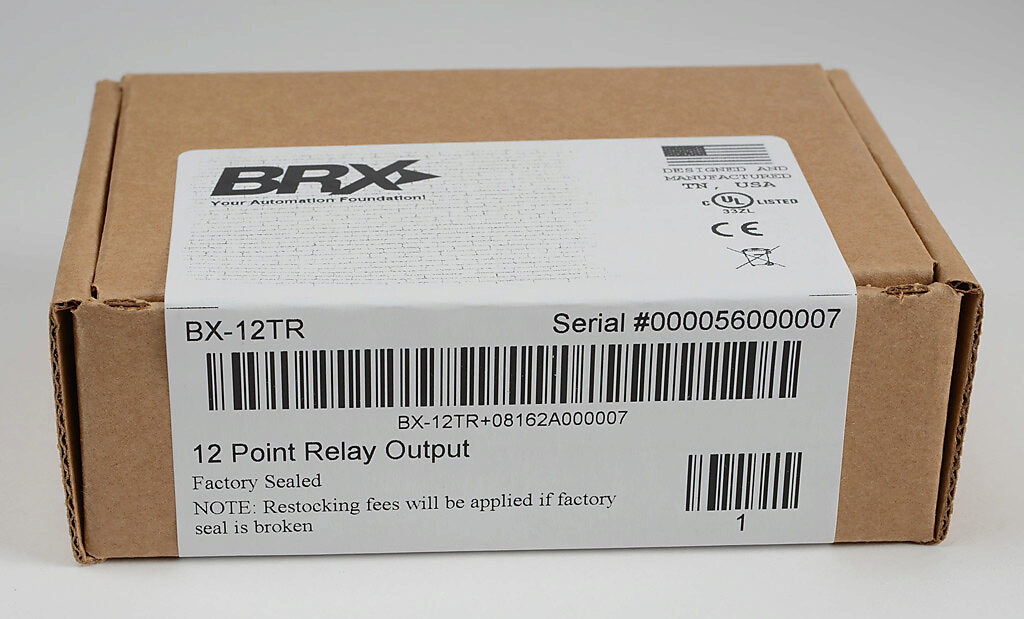 BRX
Your Automation Foundation!
DESIGNED AND
MANUFACTURED
TN, USA
C UL LISTED
33ZL
CE
BX-12TR
Serial #000056000007
BX-12TR+08162A000007
12 Point Relay Output
Factory Sealed
NOTE: Restocking fees will be applied if factory
seal is broken
1